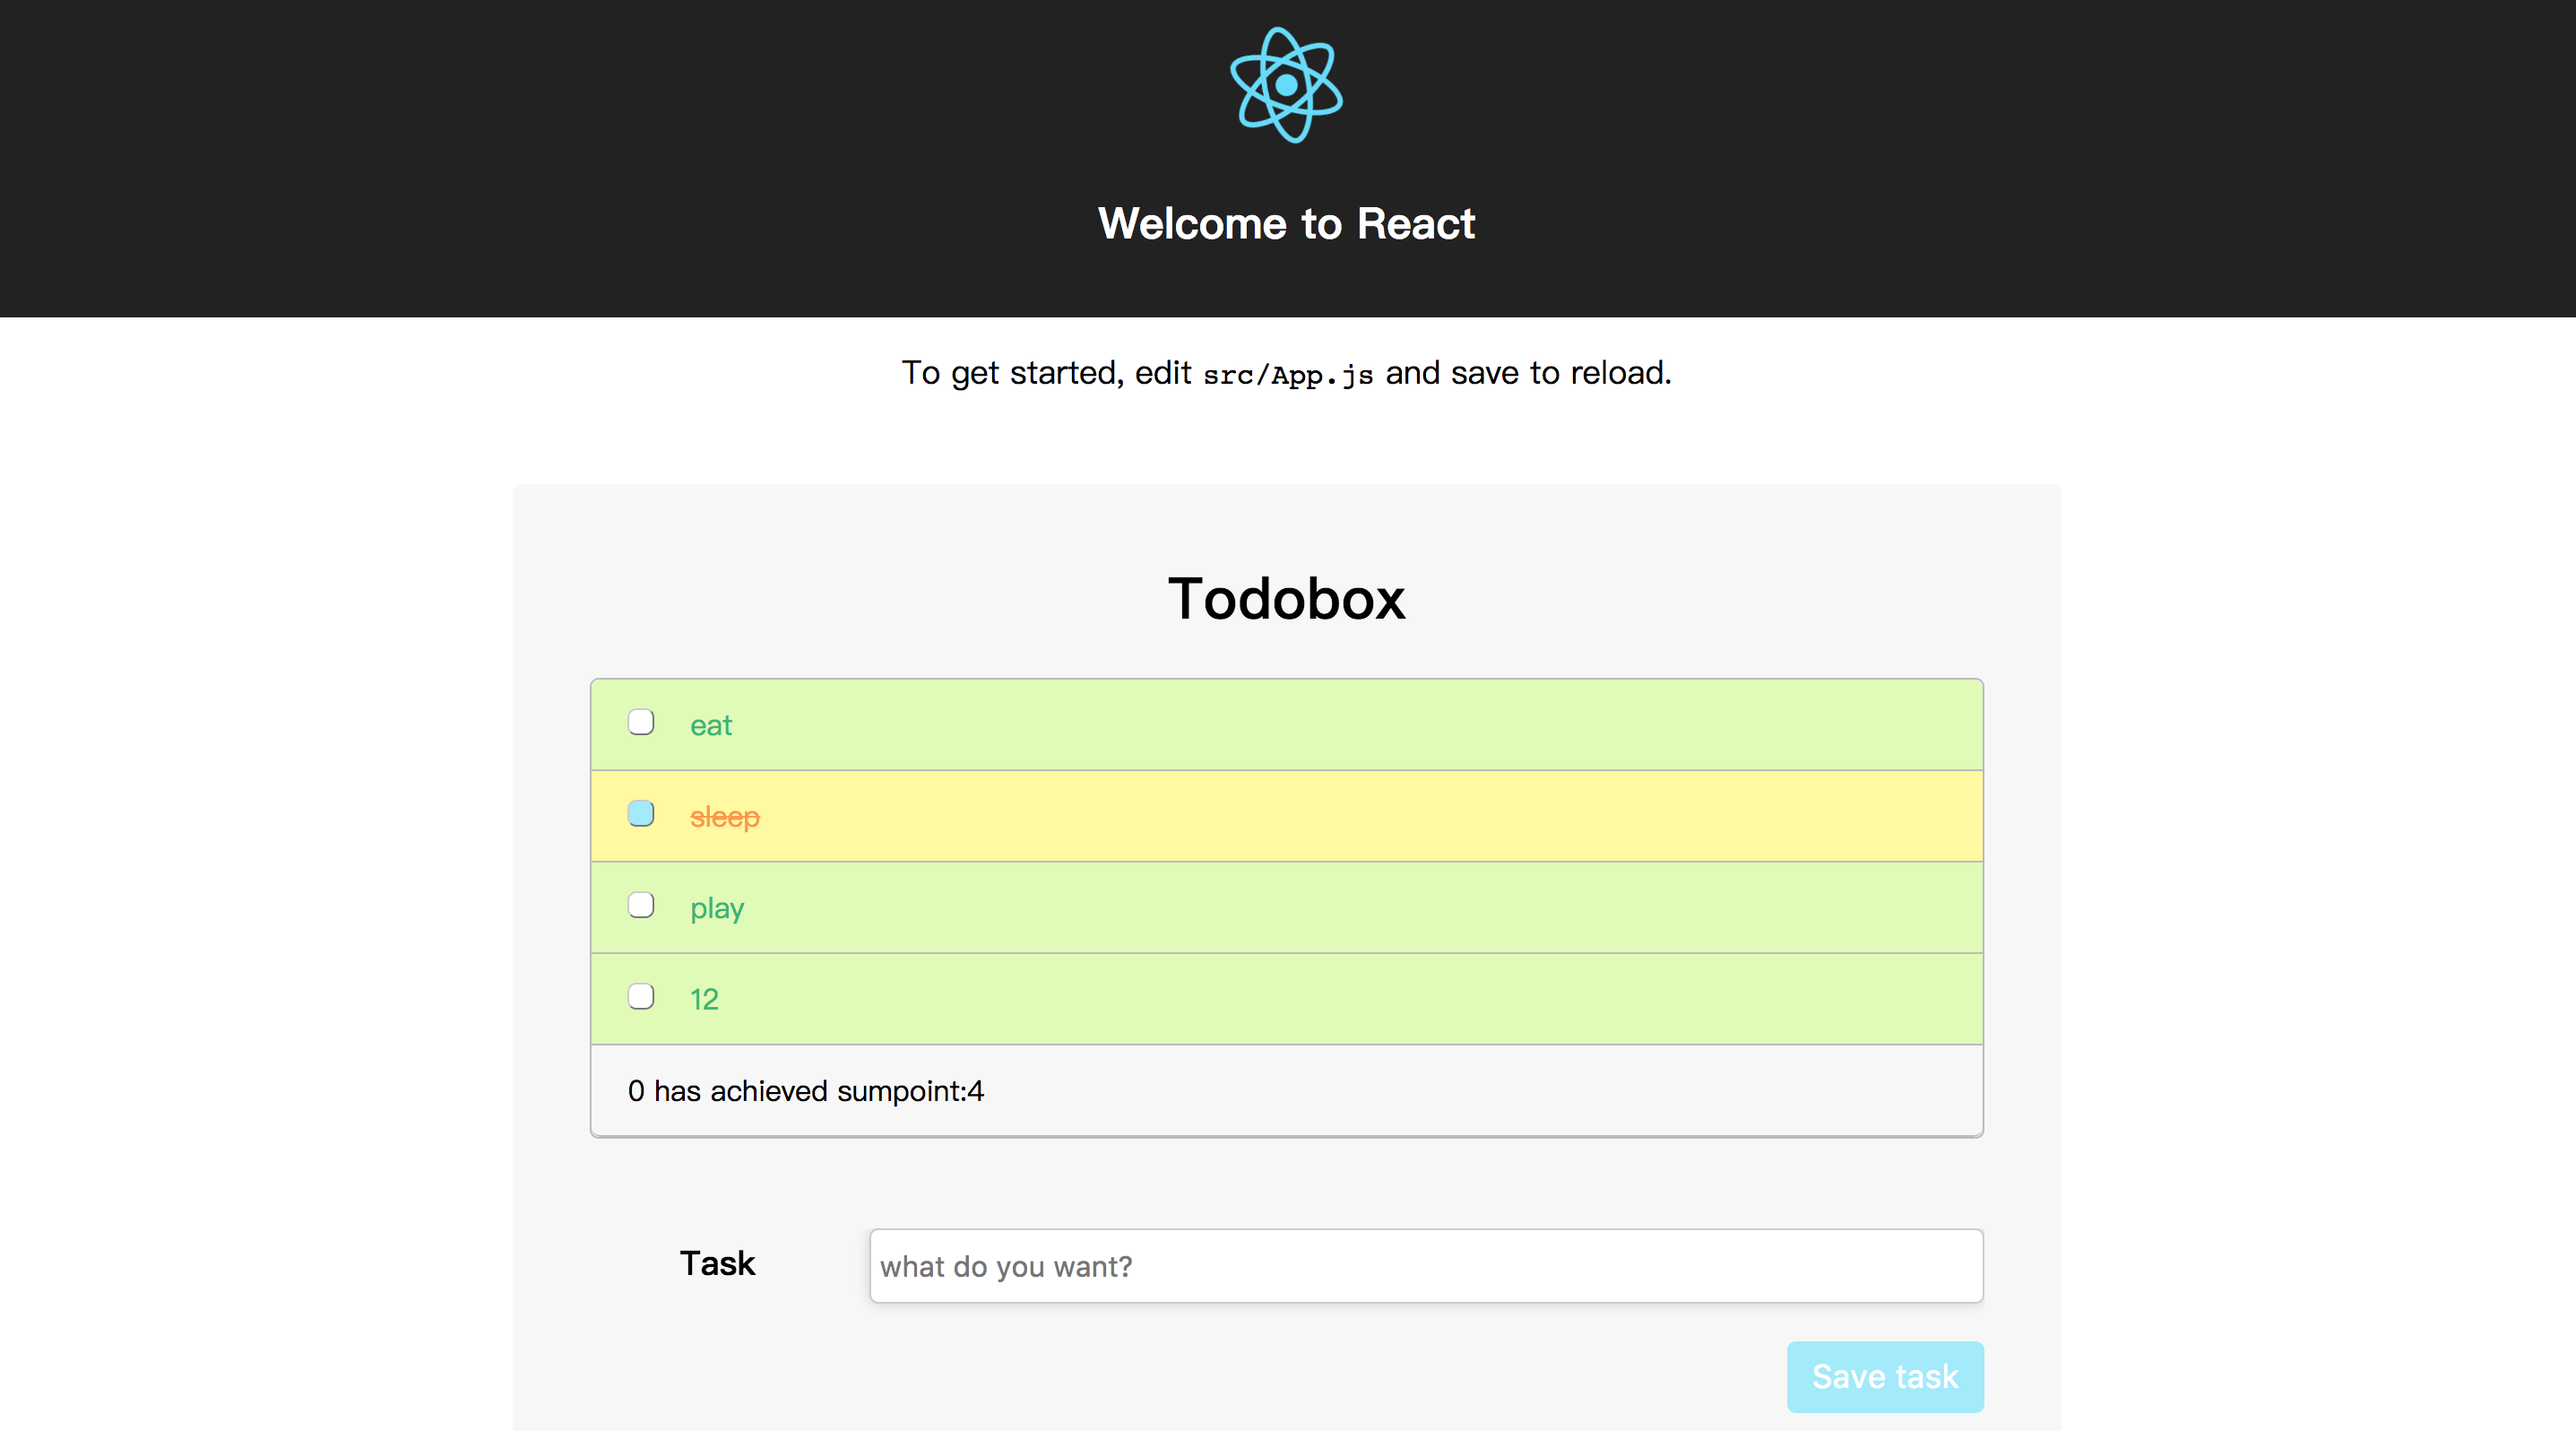 Welcome to React
To get started, edit src/App.js and save to reload.
Todobox
eat
sleep
play
12
0 has achieved sumpoint:4
Task
what do you want?
Save task